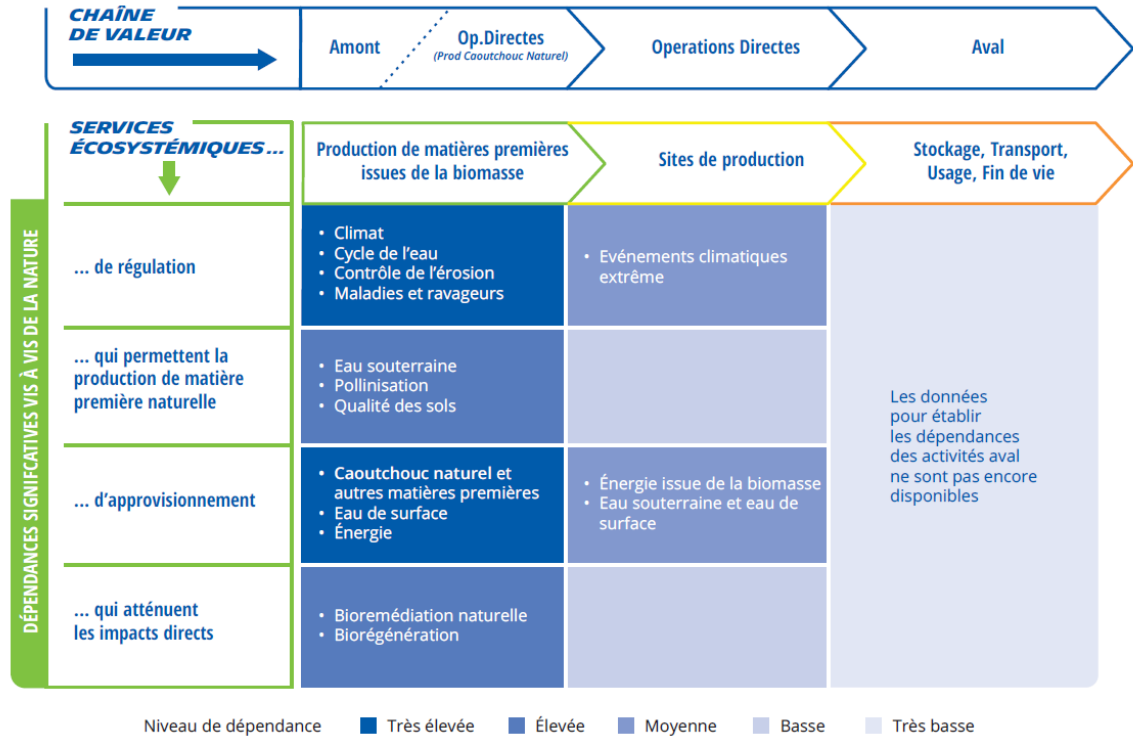 CHAÎNE
DE VALEUR
Amont
Op.Directes
(Prod Caoutchouc Naturel)
Operations Directes
Aval
SERVICES
ÉCOSYSTÉMIQUES...
Production de matières premières
issues de la biomasse
Sites de production
Stockage, Transport,
Usage, Fin de vie
DÉPENDANCES SIGNIFCATIVES VIS À VIS DE LA NATURE
... de régulation
• Climat
• Cycle de l'eau
• Contrôle de l'érosion
• Maladies et ravageurs
• Evénements climatiques
extrême
... qui permettent la
production de matière
première naturelle
• Eau souterraine
• Pollinisation
• Qualité des sols
... d'approvisionnement
• Caoutchouc naturel et
autres matières premières
• Eau de surface
• Énergie
• Énergie issue de la biomasse
• Eau souterraine et eau de
surface
... qui atténuent
les impacts directs
• Bioremédiation naturelle
• Biorégénération
Les données
pour établir
les dépendances
des activités aval
ne sont pas encore
disponibles
Niveau de dépendance
Très élevée
Élevée
Moyenne
Basse
Très basse